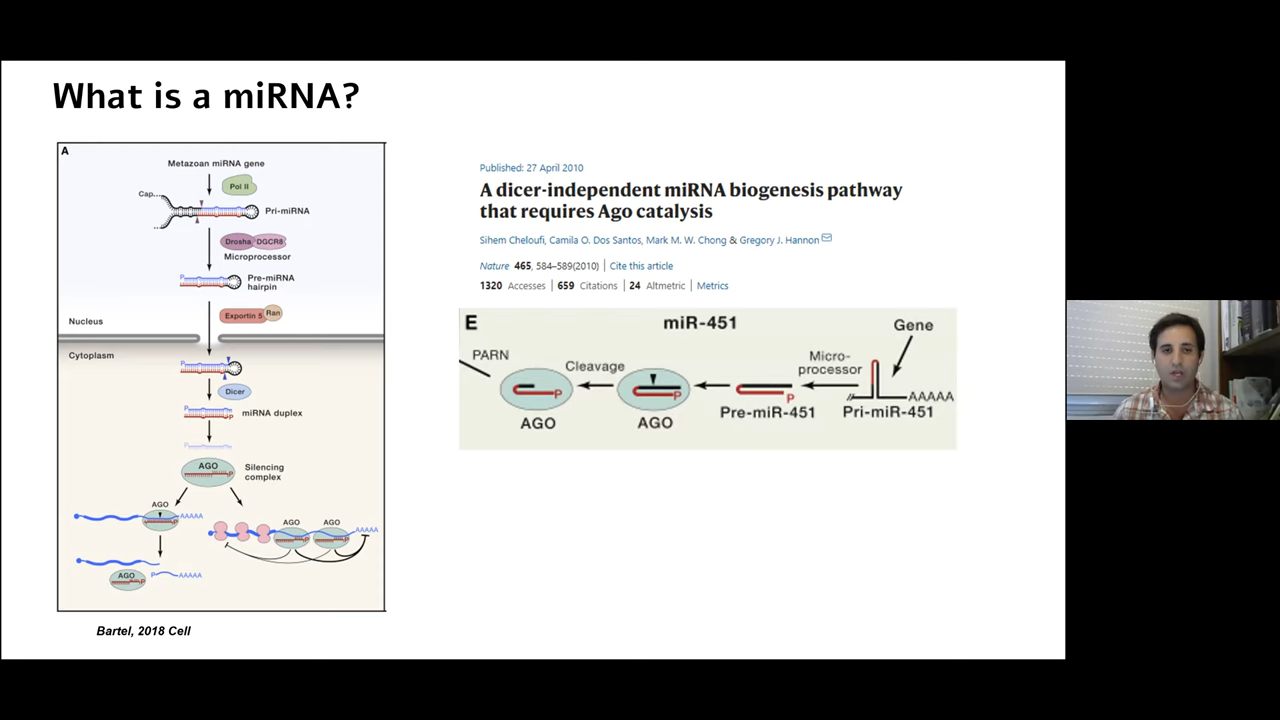 What is a miRNA?
A
Metazoan miRNA gene
Pol II
Cap
Pri-miRNA
Drosha DGCR8
Microprocessor
P
Pre-miRNA
hairpin
Exportin 5 Ran
Nucleus
Cytoplasm
P
Dicer
P
miRNA duplex
P
P
AGO
P
Silencing
complex
AGO
P
AAAAA
AGO
AGO
P
P
AAAAA
AGO
P
P
AAAAA
Bartel, 2018 Cell
Published: 27 April 2010
A dicer-independent miRNA biogenesis pathway
that requires Ago catalysis
Sihem Cheloufi, Camila O. Dos Santos, Mark M. W. Chong & Gregory J. Hannon
Nature 465, 584–589(2010) | Cite this article
1320 Accesses | 659 Citations | 24 Altmetric | Metrics
E
miR-451
Gene
PARN
Cleavage
Micro-
processor
P
P
P
AAAAA
AGO
AGO
Pre-miR-451
Pri-miR-451